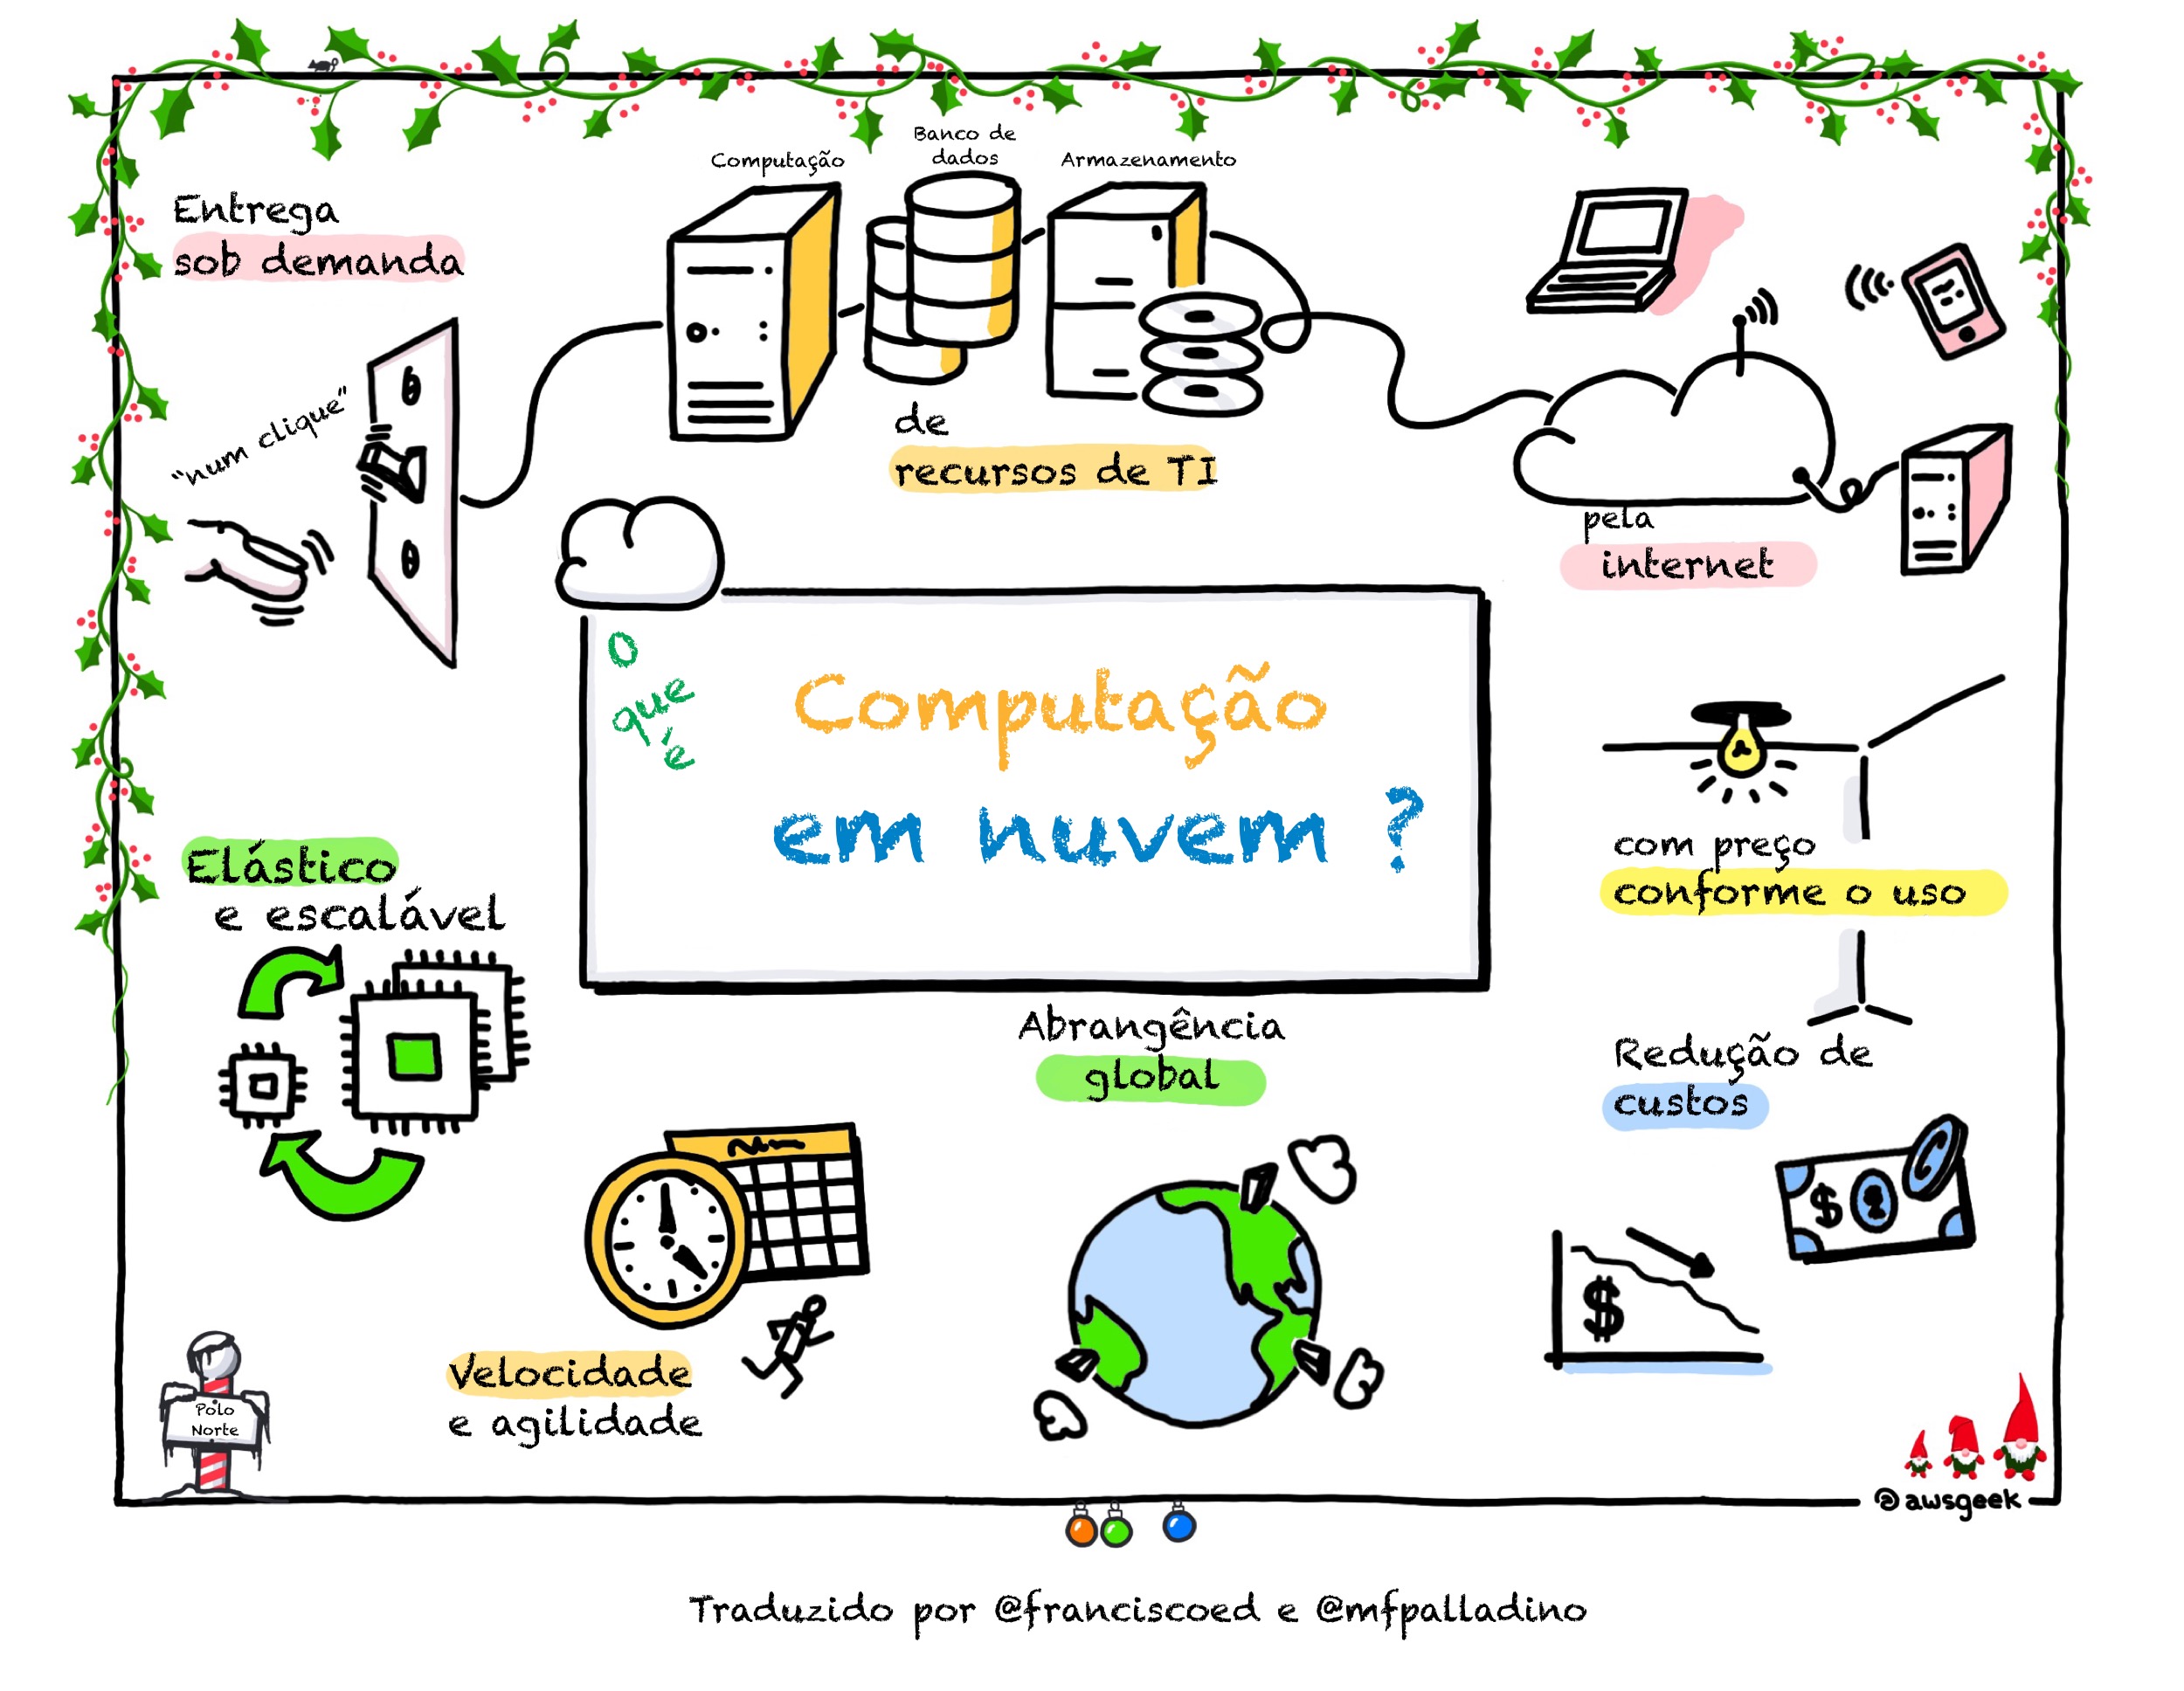 Entrega
sob demanda
"num clique"
Computação
Banco de
dados
Armazenamento
de
recursos de TI
pela
internet
O
que
é
Computação
em nuvem ?
com preço
conforme o uso
Elástico
e escalável
Abrangência
global
Redução de
custos
$
$
Velocidade
e agilidade
Polo
Norte
@awsgeek
Traduzido por @franciscoed e @mfpalladino